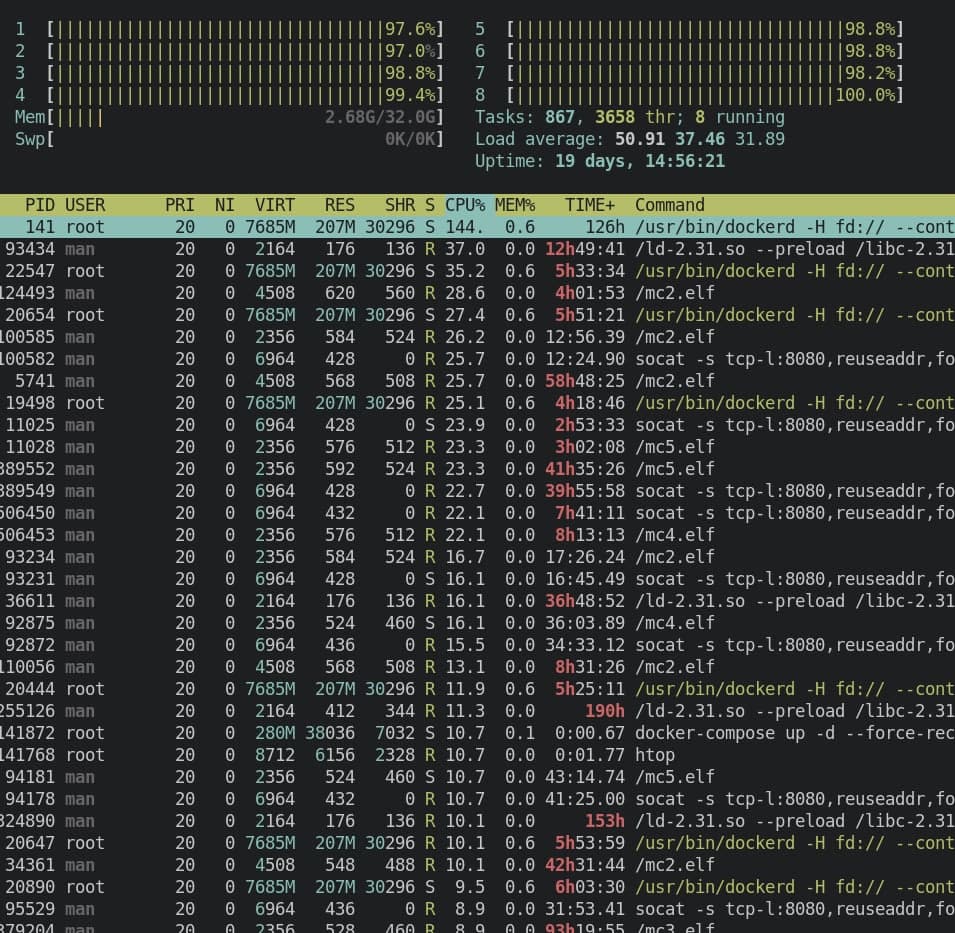 1 [||||||||||||||||||||||||||||||||97.6%] 5 [||||||||||||||||||||||||||||||||98.8%]
2 [||||||||||||||||||||||||||||||||97.0%] 6 [||||||||||||||||||||||||||||||||98.8%]
3 [||||||||||||||||||||||||||||||||98.8%] 7 [||||||||||||||||||||||||||||||||98.2%]
4 [||||||||||||||||||||||||||||||||99.4%] 8 [|||||||||||||||||||||||||||||||100.0%]
Mem[||||| 2.68G/32.0G] Tasks: 867, 3658 thr; 8 running
Swp[ 0K/0K] Load average: 50.91 37.46 31.89
Uptime: 19 days, 14:56:21
PID USER PRI NI VIRT RES SHR S CPU% MEM% TIME+ Command
141 root 20 0 7685M 207M 30296 S 144. 0.6 126h /usr/bin/dockerd -H fd:// --cont
93434 man 20 0 2164 176 136 R 37.0 0.0 12h49:41 /ld-2.31.so --preload /libc-2.31
22547 root 20 0 7685M 207M 30296 S 35.2 0.6 5h33:34 /usr/bin/dockerd -H fd:// --cont
124493 man 20 0 4508 620 560 R 28.6 0.0 4h01:53 /mc2.elf
20654 root 20 0 7685M 207M 30296 S 27.4 0.6 5h51:21 /usr/bin/dockerd -H fd:// --cont
100585 man 20 0 2356 584 524 R 26.2 0.0 12:56.39 /mc2.elf
100582 man 20 0 6964 428 0 R 25.7 0.0 12:24.90 socat -s tcp-l:8080,reuseaddr,fo
5741 man 20 0 4508 568 508 R 25.7 0.0 58h48:25 /mc2.elf
19498 root 20 0 7685M 207M 30296 R 25.1 0.6 4h18:46 /usr/bin/dockerd -H fd:// --cont
11025 man 20 0 6964 428 0 S 23.9 0.0 2h53:33 socat -s tcp-l:8080,reuseaddr,fo
11028 man 20 0 2356 576 512 R 23.3 0.0 3h02:08 /mc5.elf
389552 man 20 0 2356 592 524 R 23.3 0.0 41h35:26 /mc5.elf
389549 man 20 0 6964 428 0 R 22.7 0.0 39h55:58 socat -s tcp-l:8080,reuseaddr,fo
506450 man 20 0 6964 432 0 R 22.1 0.0 7h41:11 socat -s tcp-l:8080,reuseaddr,fo
506453 man 20 0 2356 576 512 R 22.1 0.0 8h13:13 /mc4.elf
93234 man 20 0 2356 584 524 R 16.7 0.0 17:26.24 /mc2.elf
93231 man 20 0 6964 428 0 S 16.1 0.0 16:45.49 socat -s tcp-l:8080,reuseaddr,fo
36611 man 20 0 2164 176 136 R 16.1 0.0 36h48:52 /ld-2.31.so --preload /libc-2.31
92875 man 20 0 2356 524 460 S 16.1 0.0 36:03.89 /mc4.elf
92872 man 20 0 6964 436 0 R 15.5 0.0 34:33.12 socat -s tcp-l:8080,reuseaddr,fo
110056 man 20 0 4508 568 508 R 13.1 0.0 8h31:26 /mc2.elf
20444 root 20 0 7685M 207M 30296 R 11.9 0.6 5h25:11 /usr/bin/dockerd -H fd:// --cont
255126 man 20 0 2164 412 344 R 11.3 0.0 190h /ld-2.31.so --preload /libc-2.31
141872 root 20 0 280M 38036 7032 S 10.7 0.1 0:00.67 docker-compose up -d --force-rec
141768 root 20 0 8712 6156 2328 R 10.7 0.0 0:01.77 htop
94181 man 20 0 2356 524 460 S 10.7 0.0 43:14.74 /mc5.elf
94178 man 20 0 6964 432 0 R 10.7 0.0 41:25.00 socat -s tcp-l:8080,reuseaddr,fo
324890 man 20 0 2164 176 136 R 10.1 0.0 153h /ld-2.31.so --preload /libc-2.31
20647 root 20 0 7685M 207M 30296 R 10.1 0.6 5h53:59 /usr/bin/dockerd -H fd:// --cont
34361 man 20 0 4508 548 488 R 10.1 0.0 42h31:44 /mc2.elf
20890 root 20 0 7685M 207M 30296 S 9.5 0.6 6h03:30 /usr/bin/dockerd -H fd:// --cont
95529 man 20 0 6964 436 0 R 8.9 0.0 31:53.41 socat -s tcp-l:8080,reuseaddr,fo
379204 man 20 0 2356 528 460 R 8.9 0.0 93h19:55 /mc3.elf